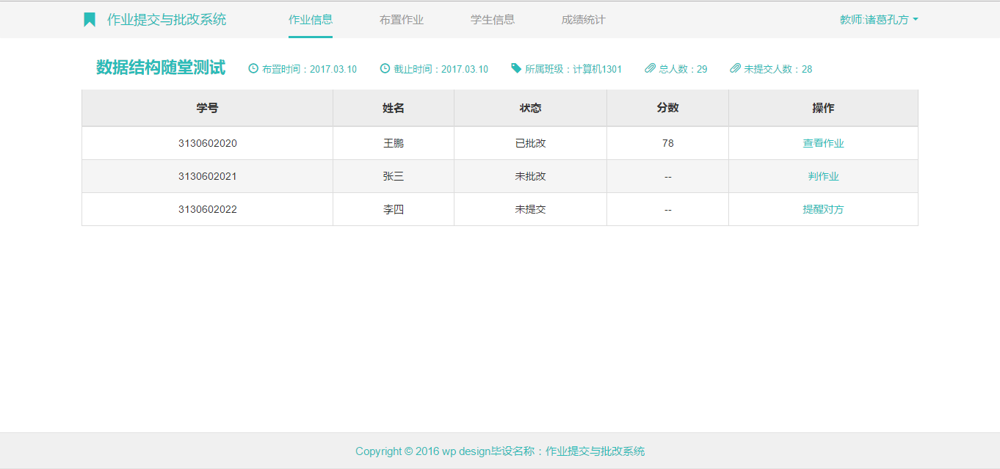 作业提交与批改系统 作业信息 布置作业 学生信息 成绩统计 教师:诸葛孔方
数据结构随堂测试 布置时间：2017.03.10 截止时间：2017.03.10 所属班级：计算机1301 总人数：29 未提交人数：28
学号 姓名 状态 分数 操作
3130602020 王鹏 已批改 78 查看作业
3130602021 张三 未批改 -- 判作业
3130602022 李四 未提交 -- 提醒对方
Copyright © 2016 wp design毕设名称：作业提交与批改系统